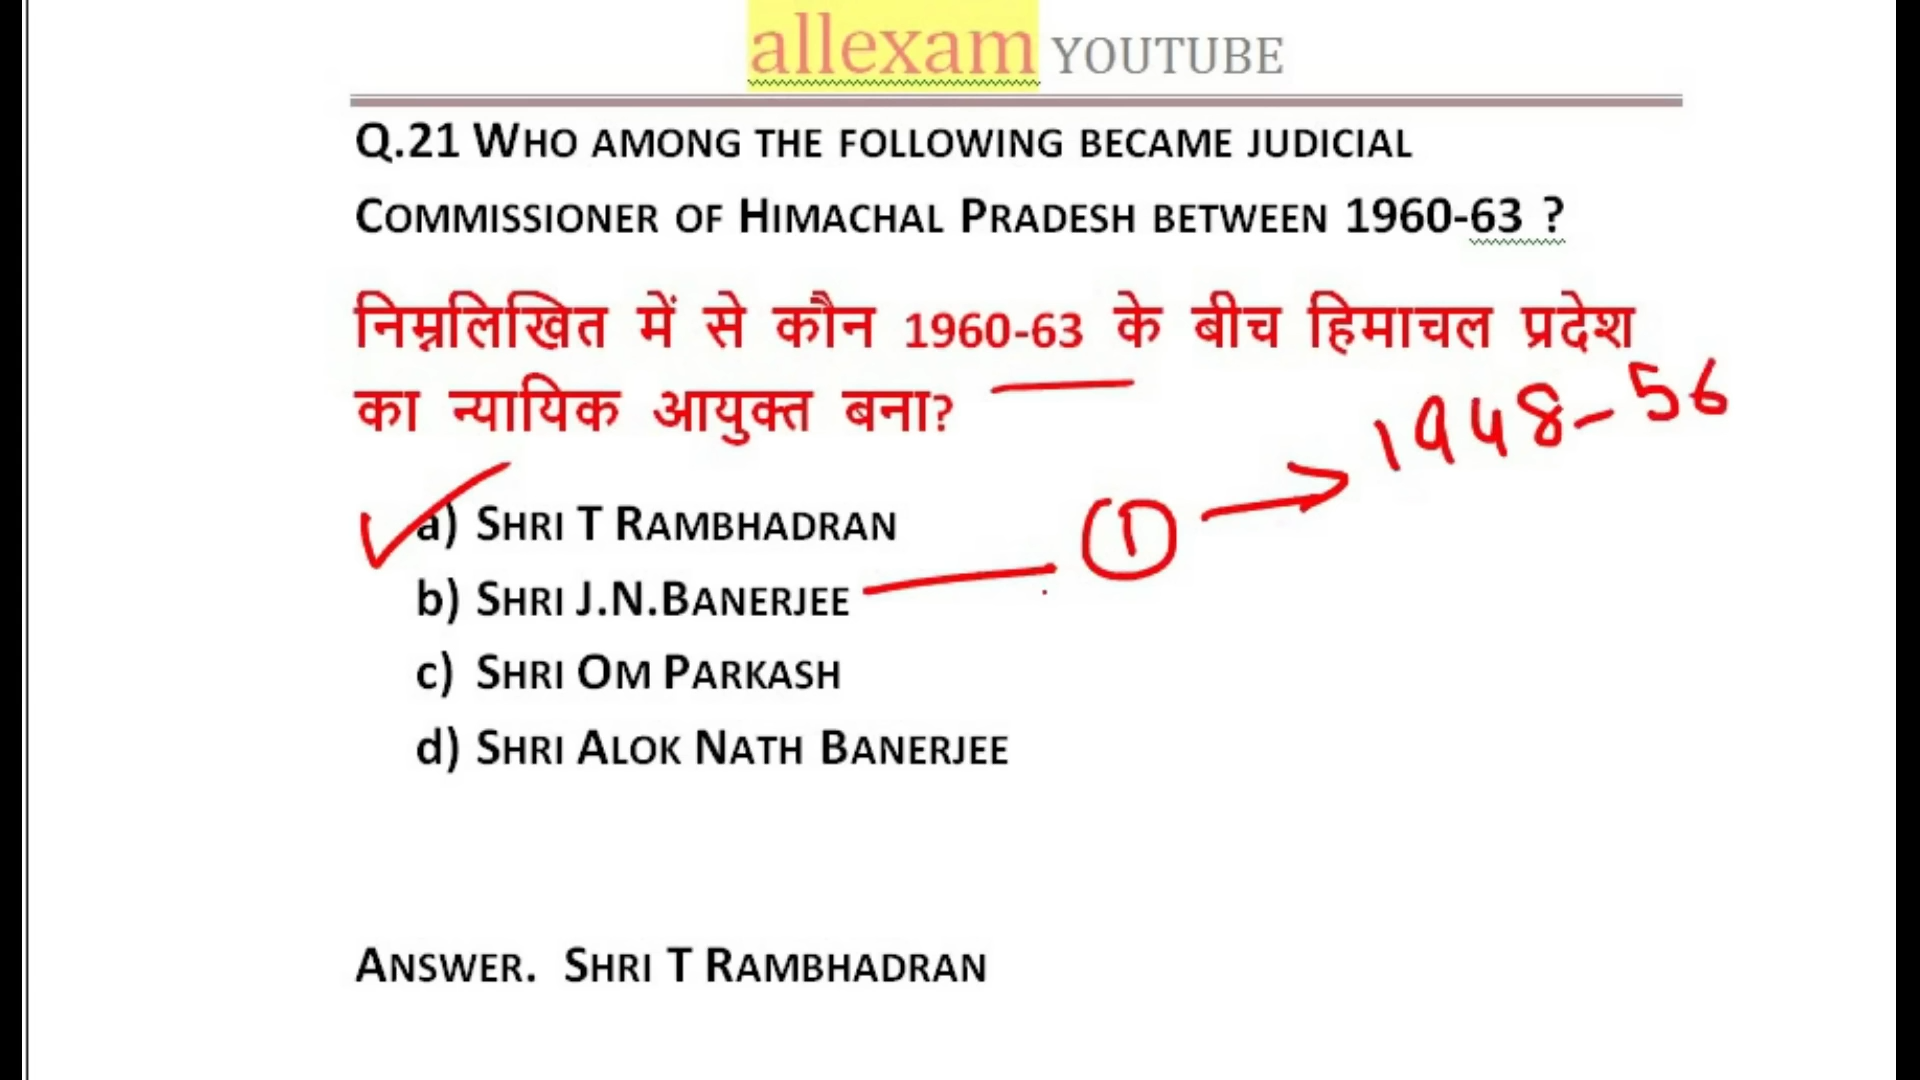 allexam YOUTUBE
Q.21 WHO AMONG THE FOLLOWING BECAME JUDICIAL
COMMISSIONER OF HIMACHAL PRADESH BETWEEN 1960-63 ?
निम्नलिखित में से कौन 1960-63 के बीच हिमाचल प्रदेश
का न्यायिक आयुक्त बना?
1948-56
a) SHRI T RAMBHADRAN
1
b) SHRI J.N.BANERJEE
c) SHRI OM PARKASH
d) SHRI ALOK NATH BANERJEE
ANSWER. SHRI T RAMBHADRAN